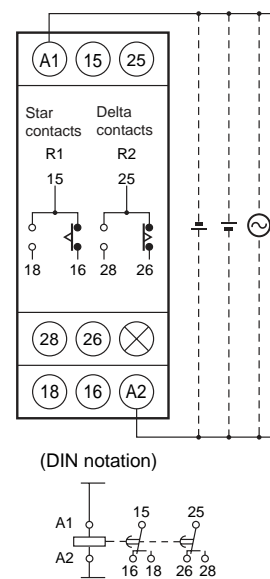 A1 15 25
Star Delta
contacts contacts
R1 R2
15 25
18 16 28 26
28 26
18 16 A2
(DIN notation)
15 25
A1
A2
16 18 26 28